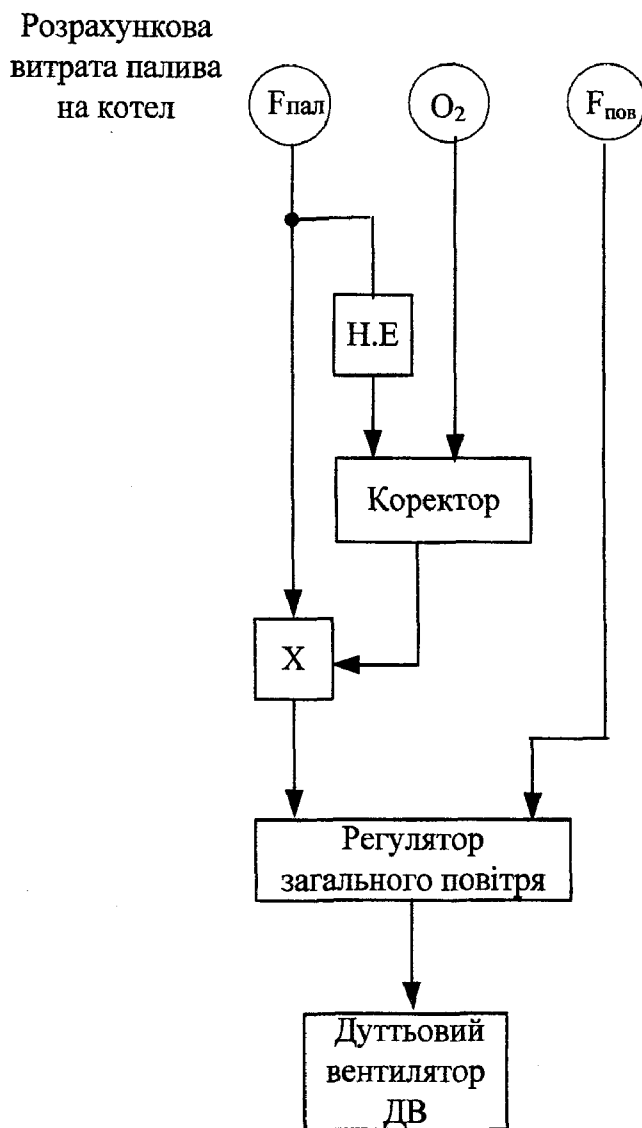 Розрахункова
витрата палива
на котел
Fпал
O₂
Fпов
Н.Е
Коректор
X
Регулятор
загального повітря
Дуттьовий
вентилятор
ДВ